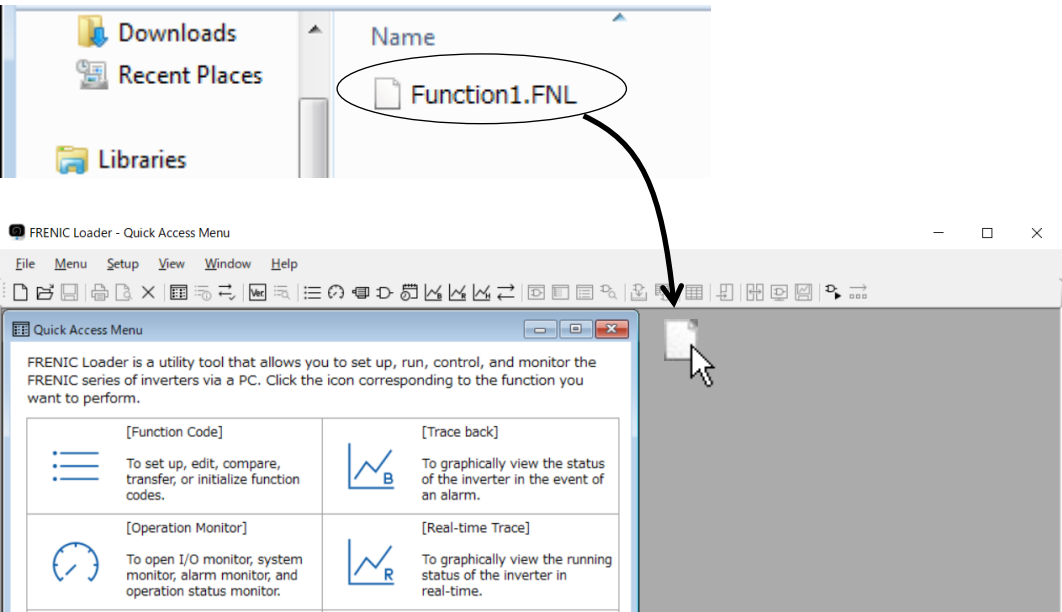 Downloads
Name
Recent Places
Function1.FNL
Libraries
FRENIC Loader - Quick Access Menu
File Menu Setup View Window Help
Ver.
Quick Access Menu
FRENIC Loader is a utility tool that allows you to set up, run, control, and monitor the
FRENIC series of inverters via a PC. Click the icon corresponding to the function you
want to perform.
[Function Code]
To set up, edit, compare,
transfer, or initialize function
codes.
[Trace back]
B
To graphically view the status
of the inverter in the event of
an alarm.
[Operation Monitor]
To open I/O monitor, system
monitor, alarm monitor, and
operation status monitor.
[Real-time Trace]
R
To graphically view the running
status of the inverter in
real-time.